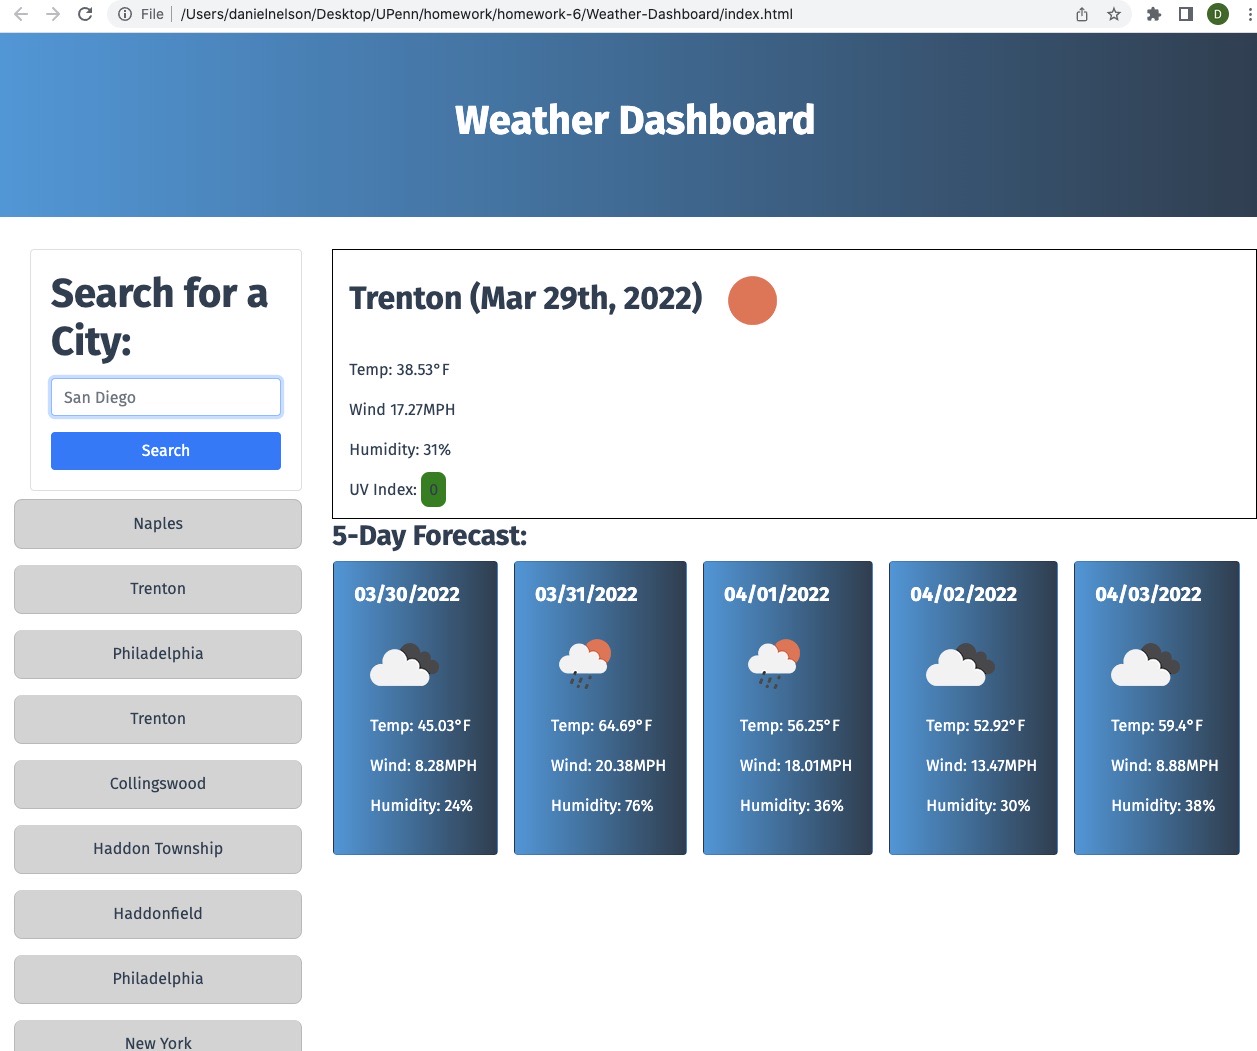 File
/Users/danielnelson/Desktop/UPenn/homework/homework-6/Weather-Dashboard/index.html
D
Weather Dashboard
Search for a
City:
San Diego
Search
Naples
Trenton
Philadelphia
Trenton
Collingswood
Haddon Township
Haddonfield
Philadelphia
New York
Trenton (Mar 29th, 2022)
Temp: 38.53°F
Wind 17.27MPH
Humidity: 31%
UV Index: 0
5-Day Forecast:
03/30/2022
Temp: 45.03°F
Wind: 8.28MPH
Humidity: 24%
03/31/2022
Temp: 64.69°F
Wind: 20.38MPH
Humidity: 76%
04/01/2022
Temp: 56.25°F
Wind: 18.01MPH
Humidity: 36%
04/02/2022
Temp: 52.92°F
Wind: 13.47MPH
Humidity: 30%
04/03/2022
Temp: 59.4°F
Wind: 8.88MPH
Humidity: 38%